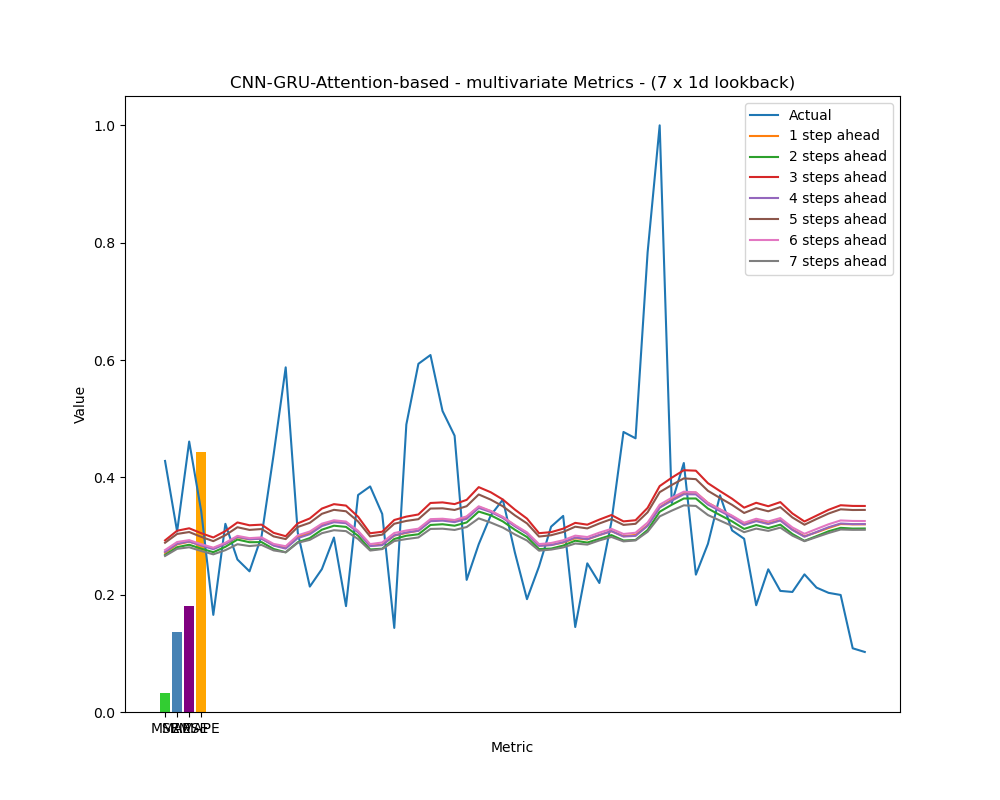 CNN-GRU-Attention-based - multivariate Metrics - (7 x 1d lookback)
Actual
1 step ahead
2 steps ahead
3 steps ahead
4 steps ahead
5 steps ahead
6 steps ahead
7 steps ahead
1.0
0.8
0.6
0.4
0.2
0.0
Value
Metric